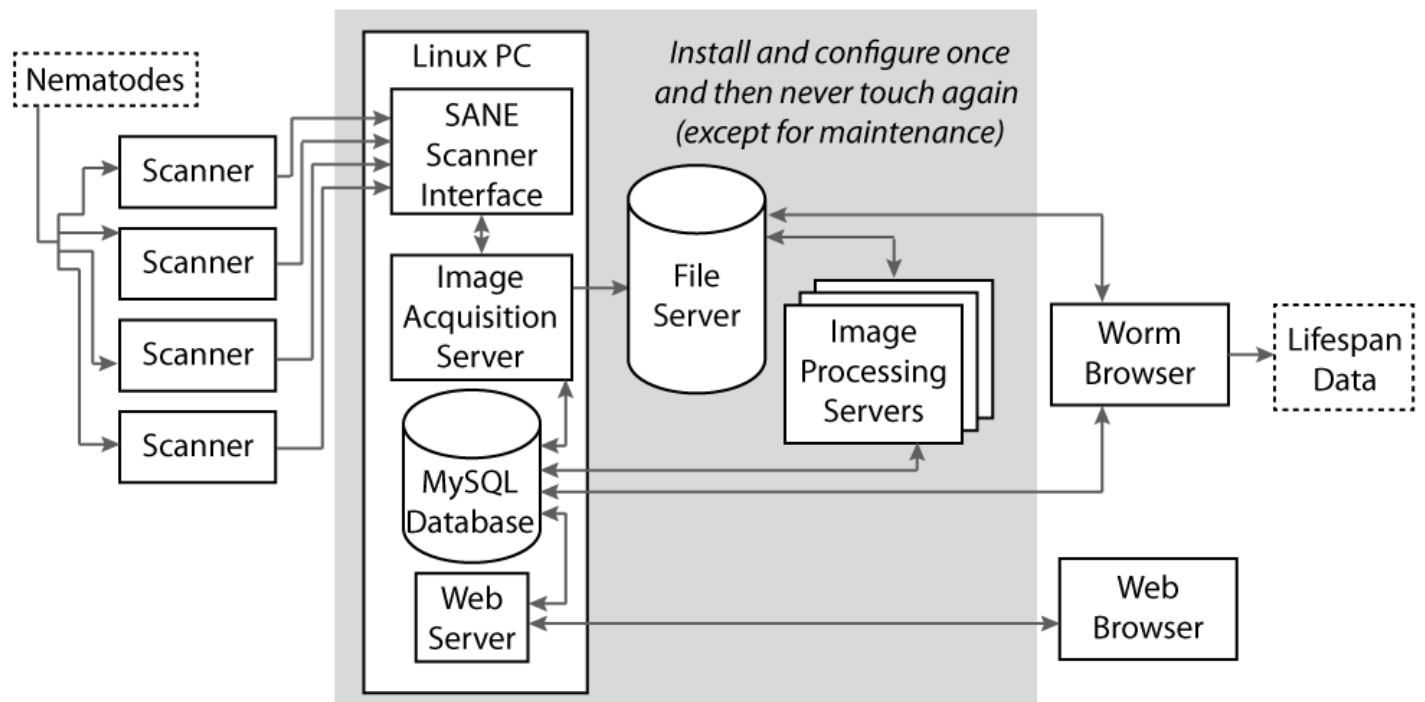 Linux PC
Install and configure once
and then never touch again
(except for maintenance)
Nematodes
Scanner
Scanner
Scanner
Scanner
SANE
Scanner
Interface
Image
Acquisition
Server
MySQL
Database
Web
Server
File
Server
Image
Processing
Servers
Worm
Browser
Lifespan
Data
Web
Browser